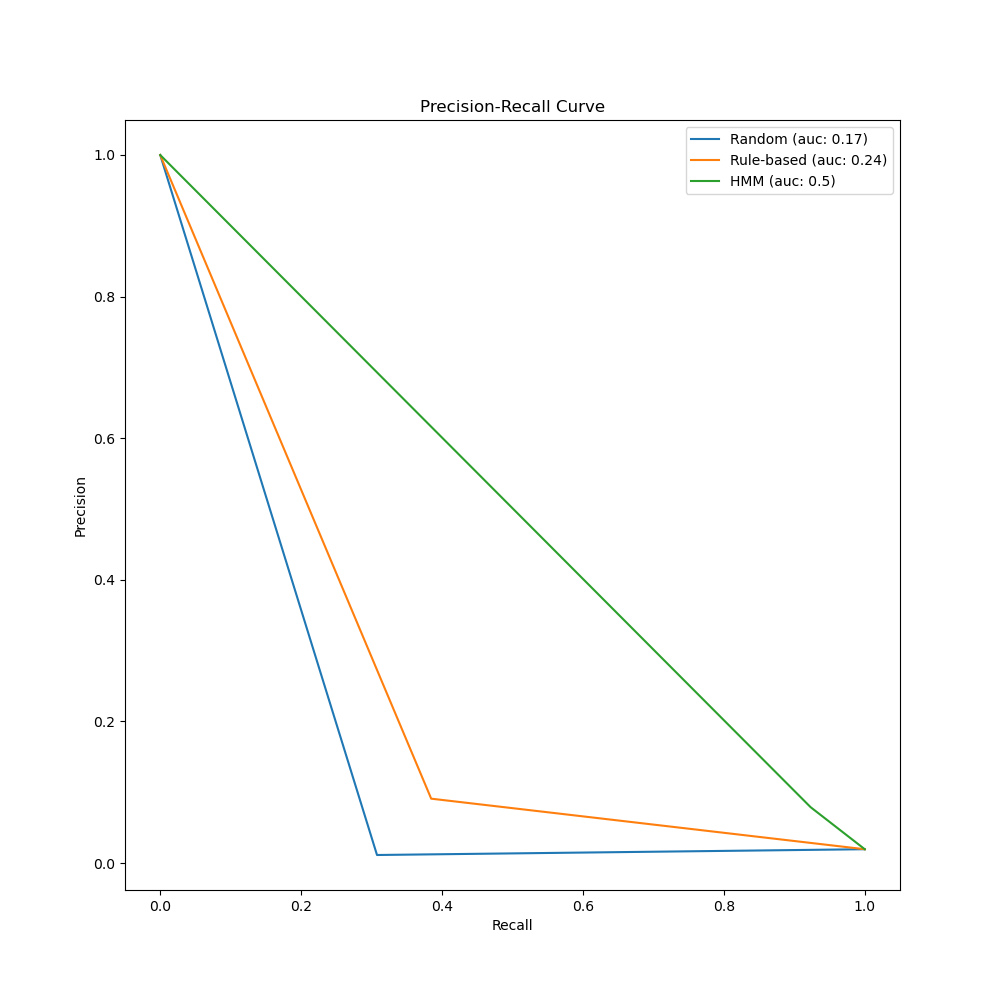 Precision-Recall Curve
Random (auc: 0.17)
Rule-based (auc: 0.24)
HMM (auc: 0.5)
Precision
1.0
0.8
0.6
0.4
0.2
0.0
0.0 0.2 0.4 0.6 0.8 1.0
Recall